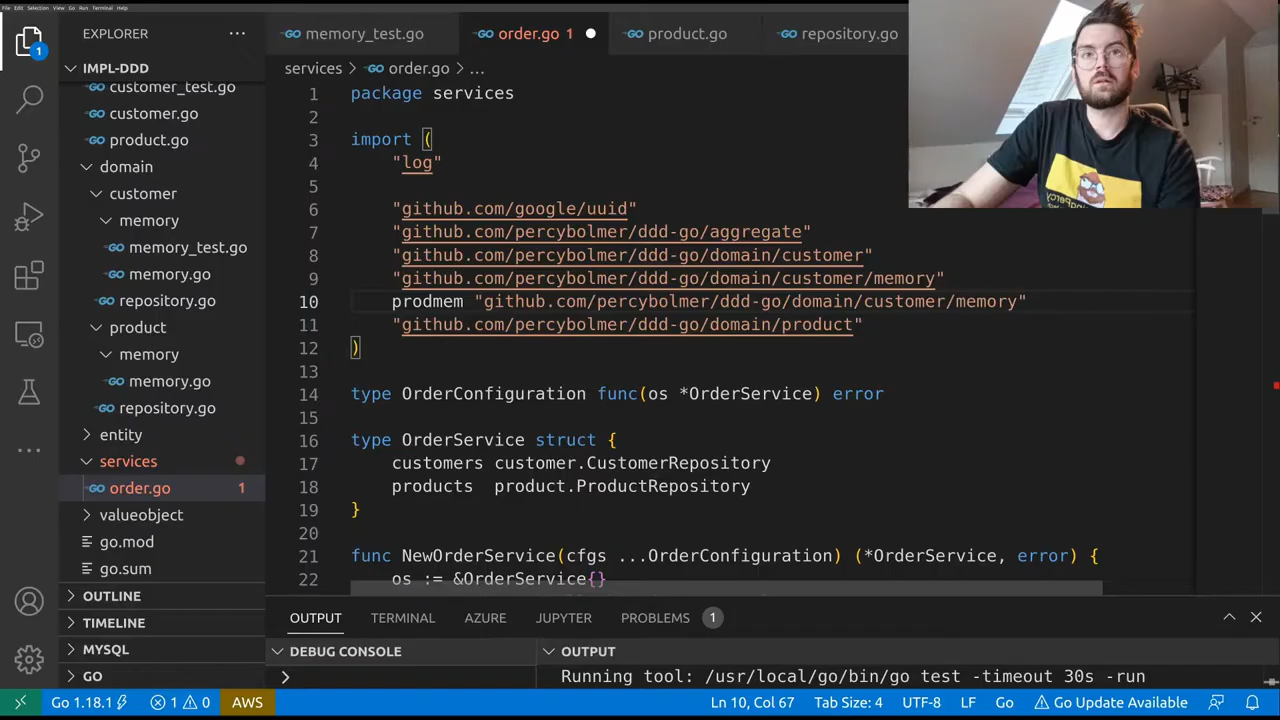 File Edit Selection View Go Run Terminal Help
EXPLORER
memory_test.go
order.go 1
product.go
repository.go
IMPL-DDD
services
order.go
...
customer_test.go
customer.go
product.go
domain
customer
memory
memory_test.go
memory.go
repository.go
product
memory
memory.go
repository.go
entity
services
order.go 1
valueobject
go.mod
go.sum
OUTLINE
TIMELINE
MYSQL
GO
1
1 package services
2
3 import (
4 "log"
5
6 "github.com/google/uuid"
7 "github.com/percybolmer/ddd-go/aggregate"
8 "github.com/percybolmer/ddd-go/domain/customer"
9 "github.com/percybolmer/ddd-go/domain/customer/memory"
10 prodmem "github.com/percybolmer/ddd-go/domain/customer/memory"
11 "github.com/percybolmer/ddd-go/domain/product"
12 )
13
14 type OrderConfiguration func(os *OrderService) error
15
16 type OrderService struct {
17 customers customer.CustomerRepository
18 products product.ProductRepository
19 }
20
21 func NewOrderService(cfgs ...OrderConfiguration) (*OrderService, error) {
22 os := &OrderService{}
OUTPUT TERMINAL AZURE JUPYTER PROBLEMS 1
DEBUG CONSOLE
OUTPUT
Running tool: /usr/local/go/bin/go test -timeout 30s -run
Go 1.18.1 1 0 AWS Ln 10, Col 67 Tab Size: 4 UTF-8 LF Go Go Update Available